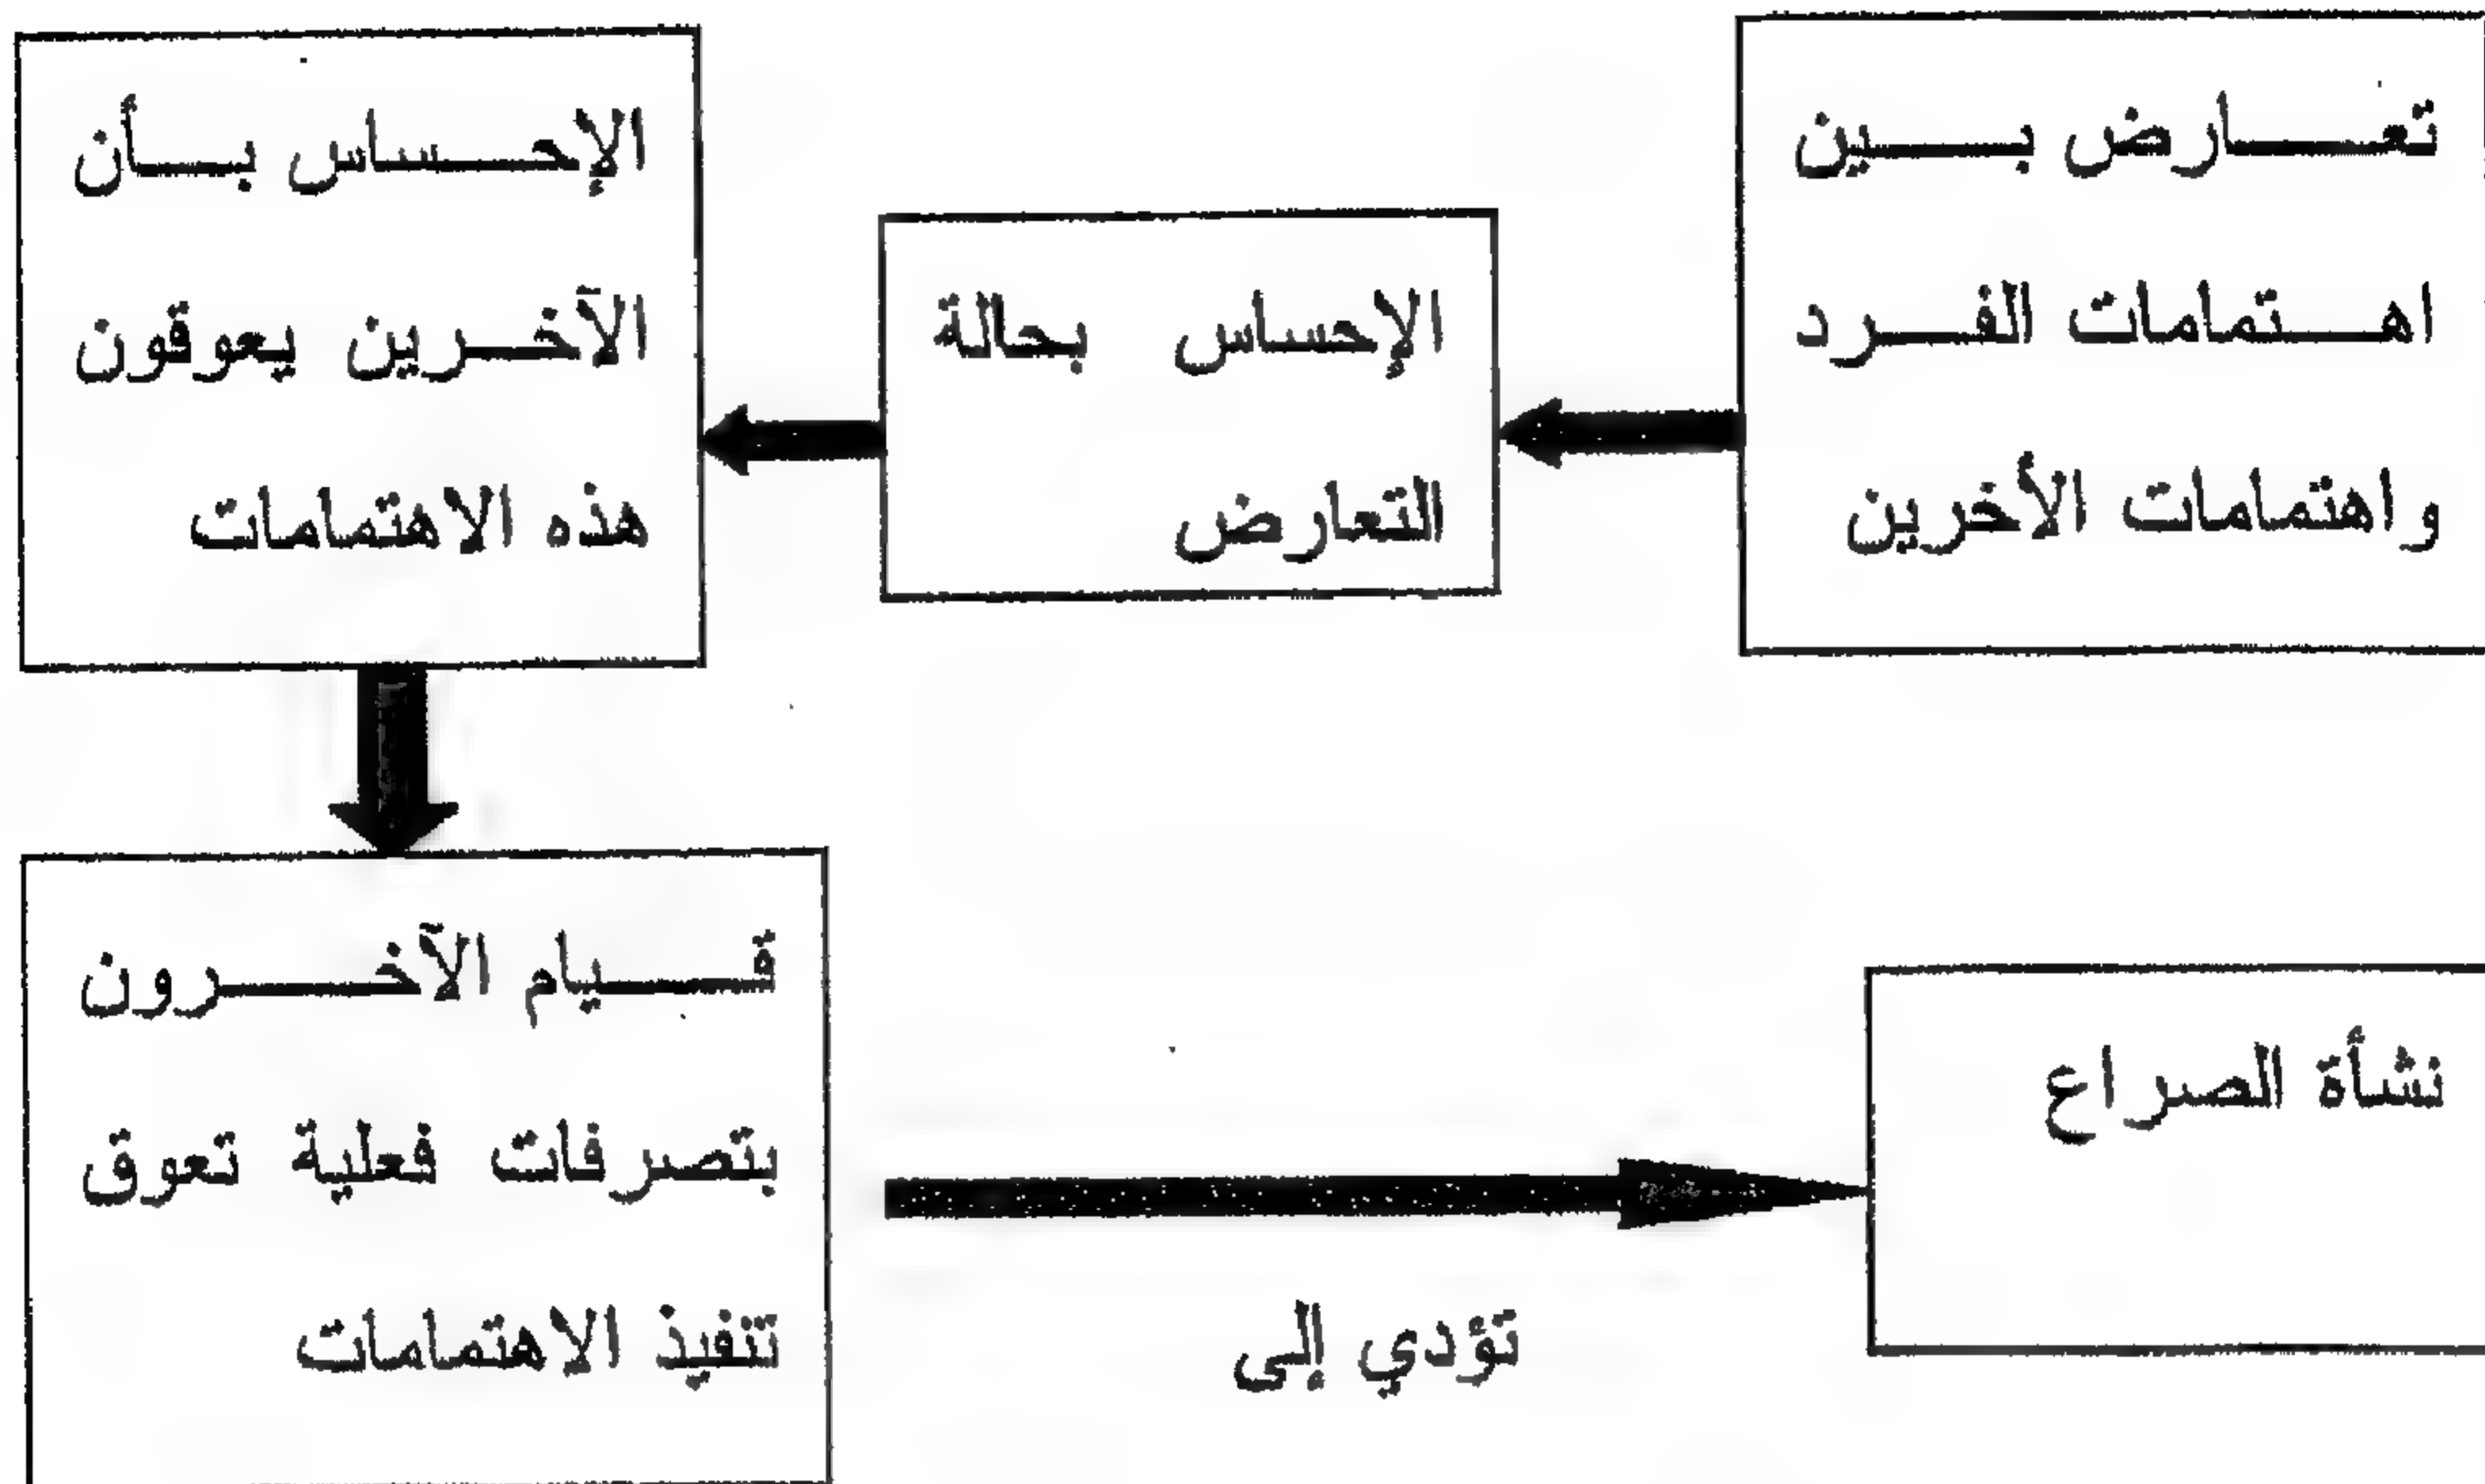 تعارض بين
اهتمامات الفرد
واهتمامات الأخرين
الإحساس بحالة
التعارض
الإحساس بأن
الآخرين يعوقون
هذه الاهتمامات
قيام الآخرون
بتصرفات فعلية تعوق
تنفيذ الاهتمامات
تؤدي إلى
نشأة الصراع